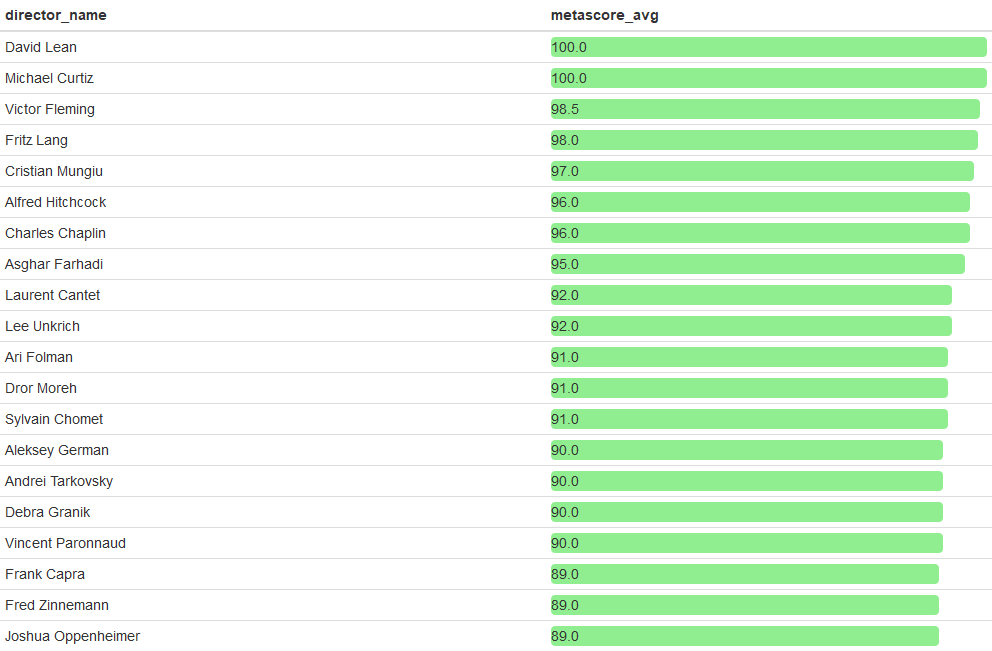 director_name metascore_avg
David Lean 100.0
Michael Curtiz 100.0
Victor Fleming 98.5
Fritz Lang 98.0
Cristian Mungiu 97.0
Alfred Hitchcock 96.0
Charles Chaplin 96.0
Asghar Farhadi 95.0
Laurent Cantet 92.0
Lee Unkrich 92.0
Ari Folman 91.0
Dror Moreh 91.0
Sylvain Chomet 91.0
Aleksey German 90.0
Andrei Tarkovsky 90.0
Debra Granik 90.0
Vincent Paronnaud 90.0
Frank Capra 89.0
Fred Zinnemann 89.0
Joshua Oppenheimer 89.0